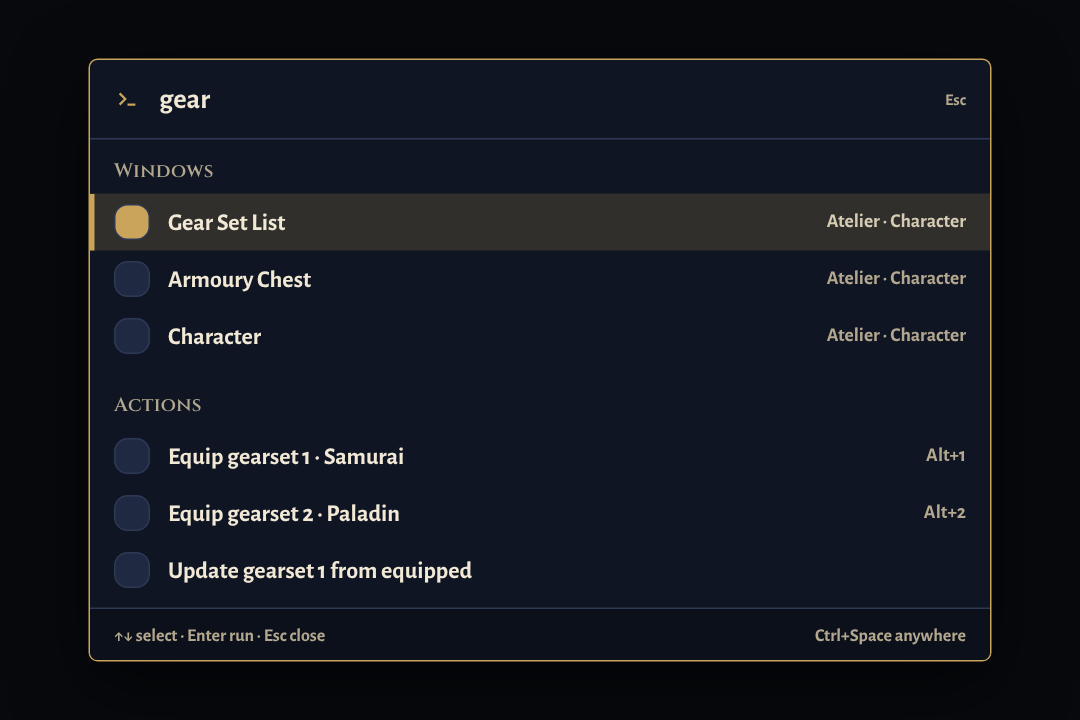 >_ gear Esc
Windows
Gear Set List Atelier · Character
Armoury Chest Atelier · Character
Character Atelier · Character
Actions
Equip gearset 1 · Samurai Alt+1
Equip gearset 2 · Paladin Alt+2
Update gearset 1 from equipped
↑↓ select · Enter run · Esc close Ctrl+Space anywhere